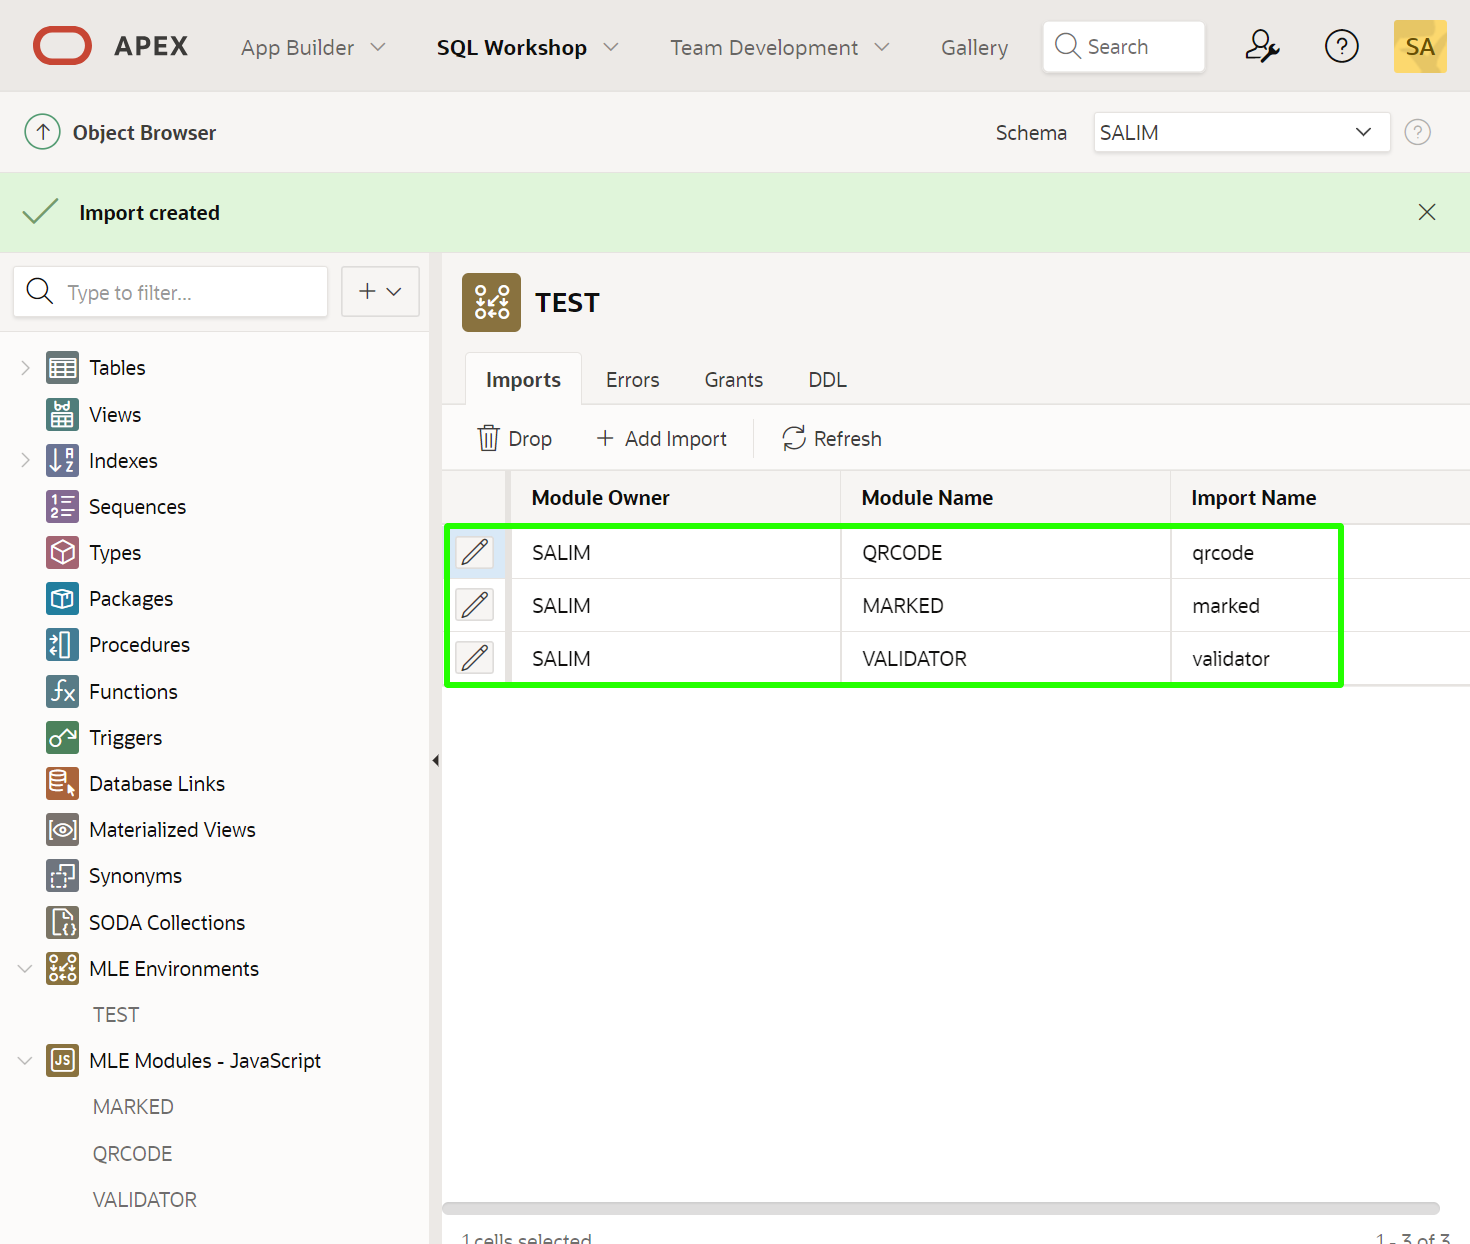 APEX
App Builder
SQL Workshop
Team Development
Gallery
Search
SA
Object Browser
Schema
SALIM
Import created
Type to filter...
TEST
Imports
Errors
Grants
DDL
Drop
Add Import
Refresh
Module Owner
Module Name
Import Name
SALIM
QRCODE
qrcode
SALIM
MARKED
marked
SALIM
VALIDATOR
validator
Tables
Views
Indexes
Sequences
Types
Packages
Procedures
Functions
Triggers
Database Links
Materialized Views
Synonyms
SODA Collections
MLE Environments
TEST
JS
MLE Modules - JavaScript
MARKED
QRCODE
VALIDATOR
1 cells selected
1 - 3 of 3